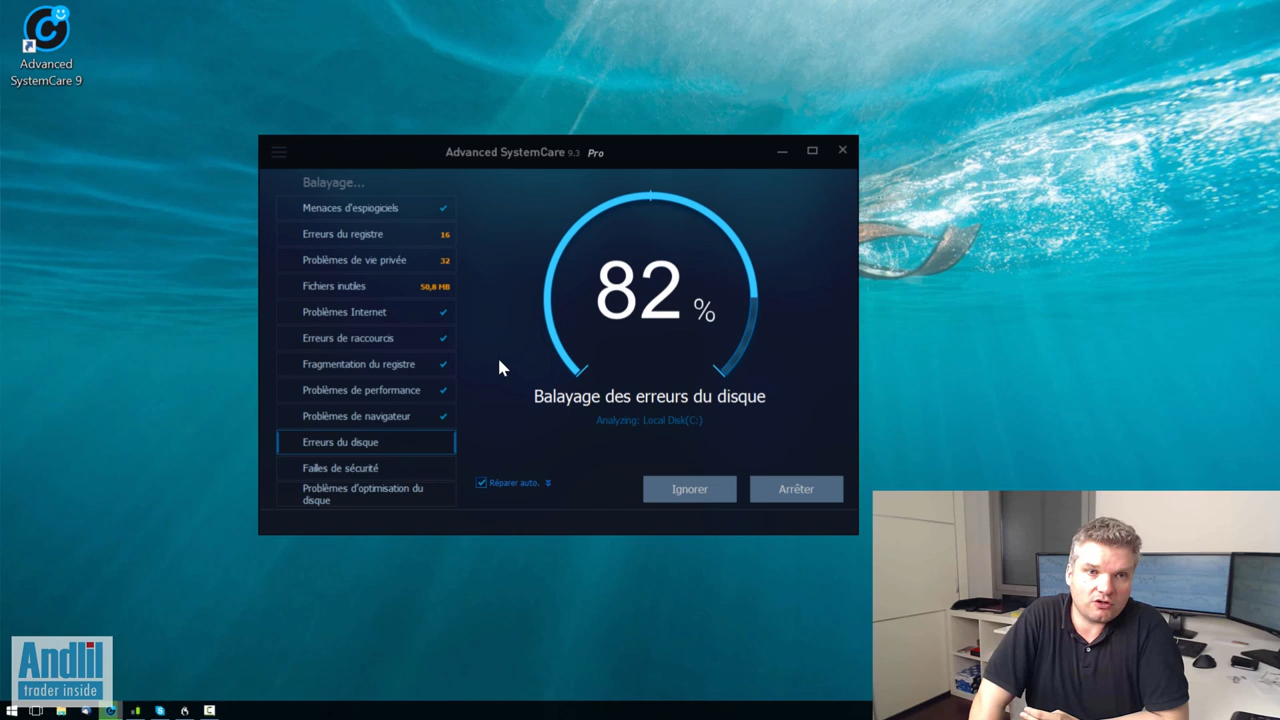 Advanced
SystemCare 9
Advanced SystemCare 9.3 Pro
Balayage...
Menaces d'espiogiciels
Erreurs du registre 16
Problèmes de vie privée 32
Fichiers inutiles 50,8 MB
Problèmes Internet
Erreurs de raccourcis
Fragmentation du registre
Problèmes de performance
Problèmes de navigateur
Erreurs du disque
Failles de sécurité
Problèmes d'optimisation du
disque
82 %
Balayage des erreurs du disque
Analyzing: Local Disk(C:)
Réparer auto.
Ignorer
Arrêter
Andlil
trader inside